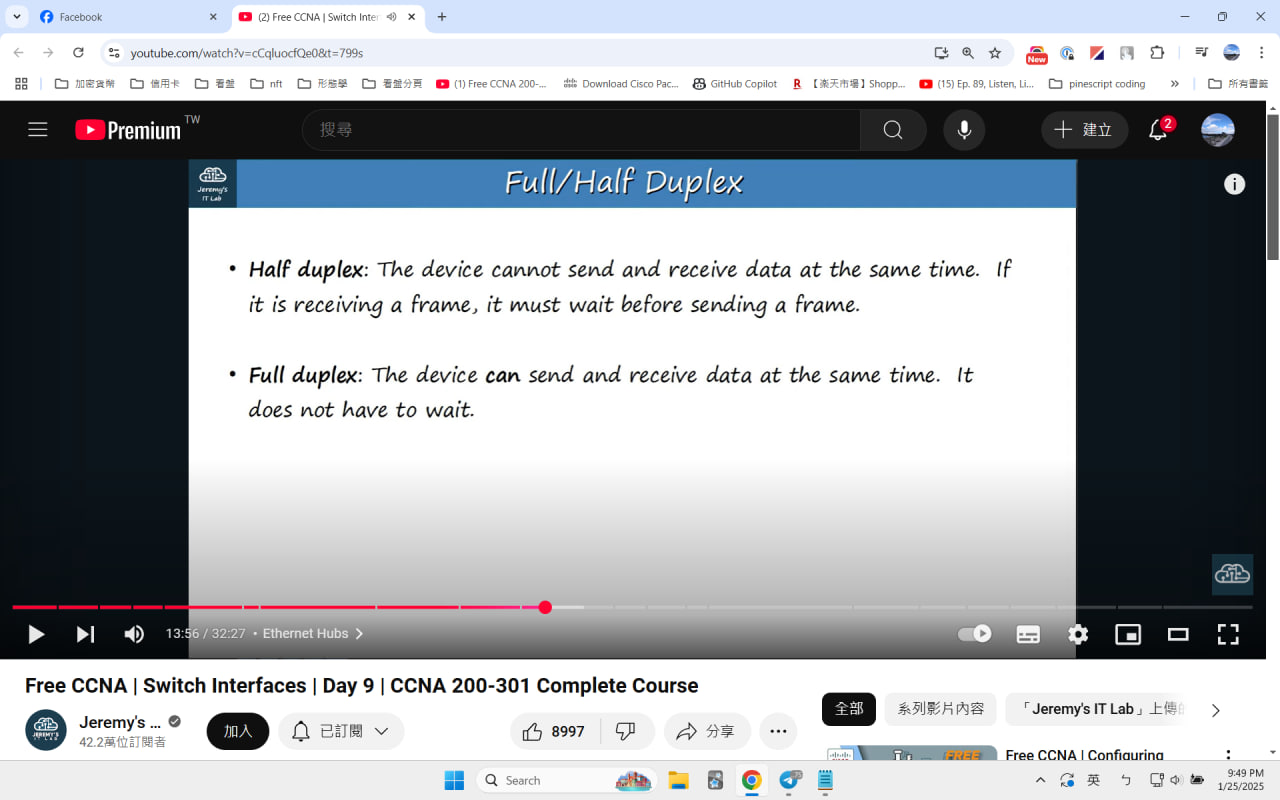 Facebook
(2) Free CCNA | Switch Inter
youtube.com/watch?v=cCqluocfQe0&t=799s
New
加密貨幣
信用卡
看盤
nft
形態學
看盤分頁
(1) Free CCNA 200-...
Download Cisco Pac...
GitHub Copilot
【楽天市場】Shopp...
(15) Ep. 89, Listen, Li...
pinescript coding
所有書籤
Premium TW
搜尋
建立
2
Jeremy's
IT Lab
Full/Half Duplex
• Half duplex: The device cannot send and receive data at the same time. If
it is receiving a frame, it must wait before sending a frame.
• Full duplex: The device can send and receive data at the same time. It
does not have to wait.
13:56 / 32:27 • Ethernet Hubs
Free CCNA | Switch Interfaces | Day 9 | CCNA 200-301 Complete Course
JEREMY'S
IT LAB
Jeremy's ...
42.2萬位訂閱者
加入
已訂閱
8997
分享
全部
系列影片內容
「Jeremy's IT Lab」上傳的
FREE
Free CCNA | Configuring
Search
英
9:49 PM
1/25/2025